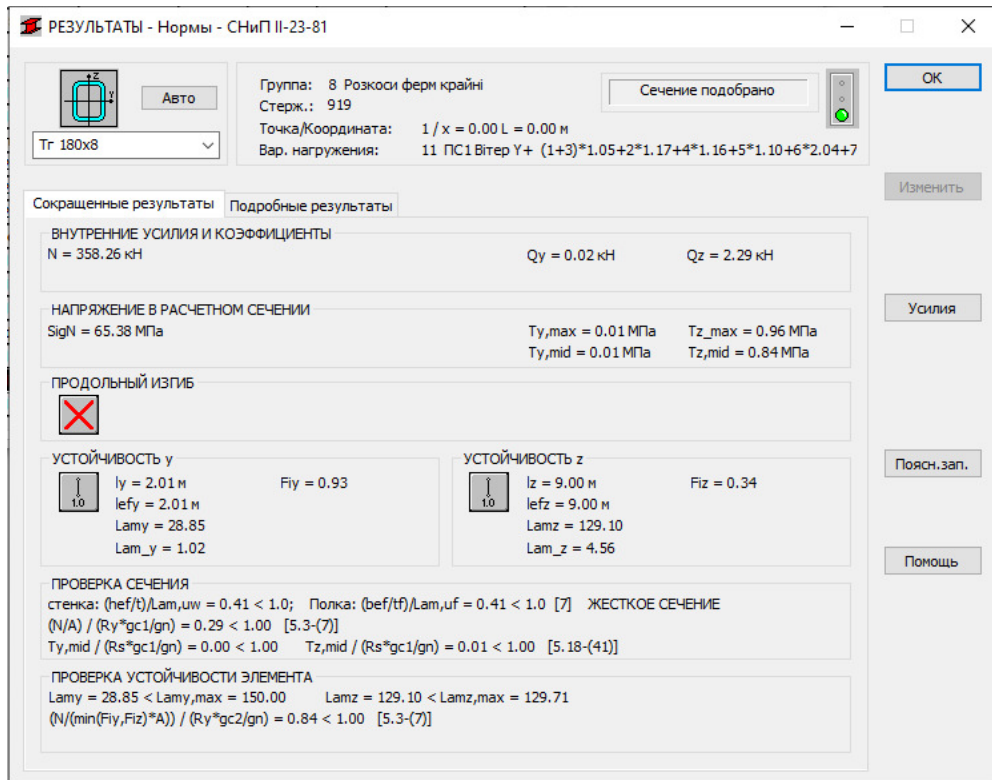 РЕЗУЛЬТАТЫ - Нормы - СНиП II-23-81
z
y
Авто
Тг 180x8
Группа: 8 Розкоси ферм крайні
Стерж.: 919
Точка/Координата: 1 / x = 0.00 L = 0.00 м
Вар. нагружения: 11 ПС1 Вітер Y+ (1+3)*1.05+2*1.17+4*1.16+5*1.10+6*2.04+7
Сечение подобрано
OK
Изменить
Усилия
Поясн.зап.
Помощь
Сокращенные результаты Подробные результаты
ВНУТРЕННИЕ УСИЛИЯ И КОЭФФИЦИЕНТЫ
N = 358.26 кН Qy = 0.02 кН Qz = 2.29 кН
НАПРЯЖЕНИЕ В РАСЧЕТНОМ СЕЧЕНИИ
SigN = 65.38 МПа Ty,max = 0.01 МПа Tz_max = 0.96 МПа
Ty,mid = 0.01 МПа Tz,mid = 0.84 МПа
ПРОДОЛЬНЫЙ ИЗГИБ
УСТОЙЧИВОСТЬ y
1.0
ly = 2.01 м Fiy = 0.93
lefy = 2.01 м
Lamy = 28.85
Lam_y = 1.02
УСТОЙЧИВОСТЬ z
1.0
lz = 9.00 м Fiz = 0.34
lefz = 9.00 м
Lamz = 129.10
Lam_z = 4.56
ПРОВЕРКА СЕЧЕНИЯ
стенка: (hef/t)/Lam,uw = 0.41 < 1.0; Полка: (bef/tf)/Lam,uf = 0.41 < 1.0 [7] ЖЕСТКОЕ СЕЧЕНИЕ
(N/A) / (Ry*gc1/gn) = 0.29 < 1.00 [5.3-(7)]
Ty,mid / (Rs*gc1/gn) = 0.00 < 1.00 Tz,mid / (Rs*gc1/gn) = 0.01 < 1.00 [5.18-(41)]
ПРОВЕРКА УСТОЙЧИВОСТИ ЭЛЕМЕНТА
Lamy = 28.85 < Lamy,max = 150.00 Lamz = 129.10 < Lamz,max = 129.71
(N/(min(Fiy,Fiz)*A)) / (Ry*gc2/gn) = 0.84 < 1.00 [5.3-(7)]